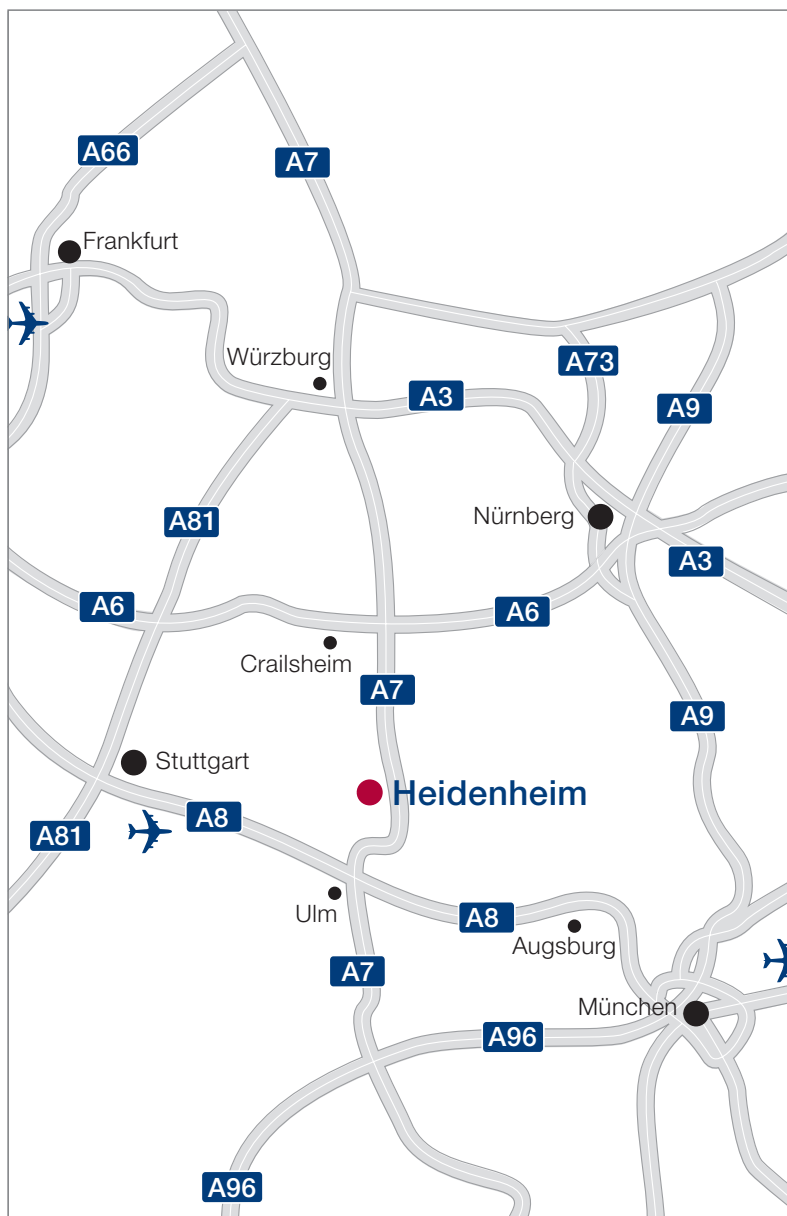 A66
A7
Frankfurt
Würzburg
A73
A3
A9
A81
Nürnberg
A3
A6
A6
Crailsheim
A7
A9
Stuttgart
Heidenheim
A8
A81
Ulm
A8
Augsburg
A7
München
A96
A96